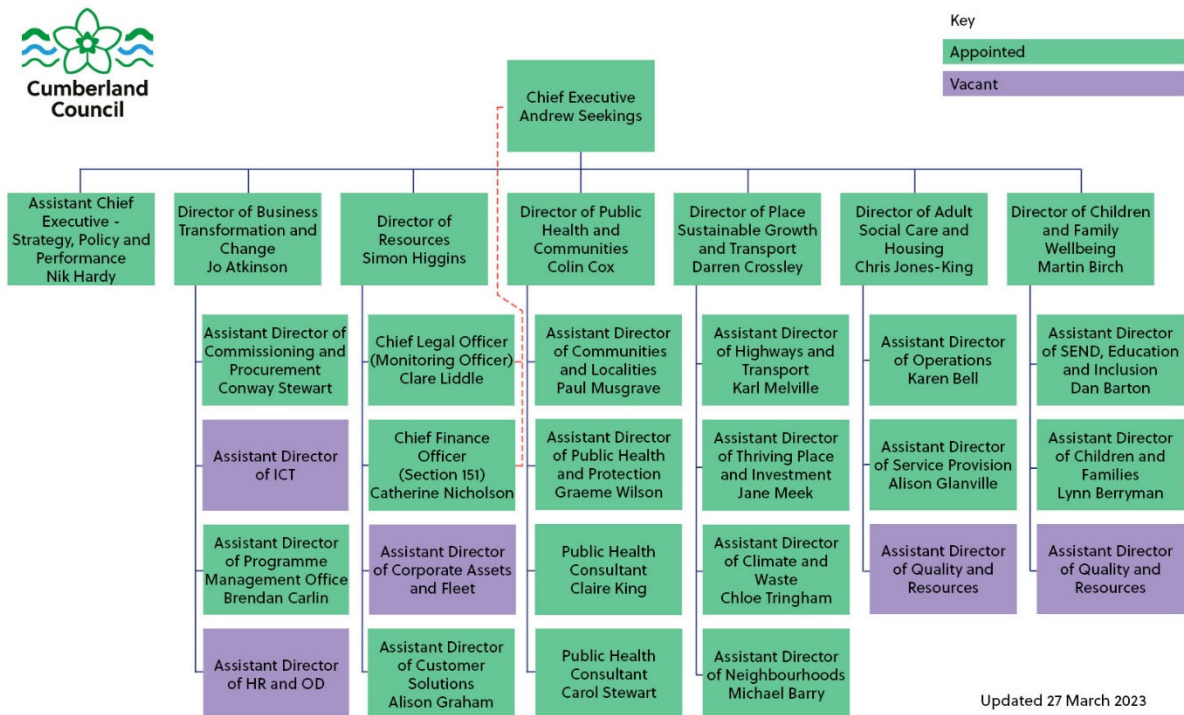 Cumberland
Council
Key
Appointed
Vacant
Chief Executive
Andrew Seekings
Assistant Chief
Executive -
Strategy, Policy and
Performance
Nik Hardy
Director of Business
Transformation and
Change
Jo Atkinson
Director of
Resources
Simon Higgins
Director of Public
Health and
Communities
Colin Cox
Director of Place
Sustainable Growth
and Transport
Darren Crossley
Director of Adult
Social Care and
Housing
Chris Jones-King
Director of Children
and Family
Wellbeing
Martin Birch
Assistant Director of
Commissioning and
Procurement
Conway Stewart
Chief Legal Officer
(Monitoring Officer)
Clare Liddle
Assistant Director
of Communities
and Localities
Paul Musgrave
Assistant Director
of Highways and
Transport
Karl Melville
Assistant Director
of Operations
Karen Bell
Assistant Director
of SEND, Education
and Inclusion
Dan Barton
Assistant Director
of ICT
Chief Finance
Officer
(Section 151)
Catherine Nicholson
Assistant Director
of Public Health
and Protection
Graeme Wilson
Assistant Director
of Thriving Place
and Investment
Jane Meek
Assistant Director
of Service Provision
Alison Glanville
Assistant Director
of Children and
Families
Lynn Berryman
Assistant Director
of Programme
Management Office
Brendan Carlin
Assistant Director
of Corporate Assets
and Fleet
Public Health
Consultant
Claire King
Assistant Director
of Climate and
Waste
Chloe Tringham
Assistant Director
of Quality and
Resources
Assistant Director
of Quality and
Resources
Assistant Director
of HR and OD
Assistant Director
of Customer
Solutions
Alison Graham
Public Health
Consultant
Carol Stewart
Assistant Director
of Neighbourhoods
Michael Barry
Updated 27 March 2023